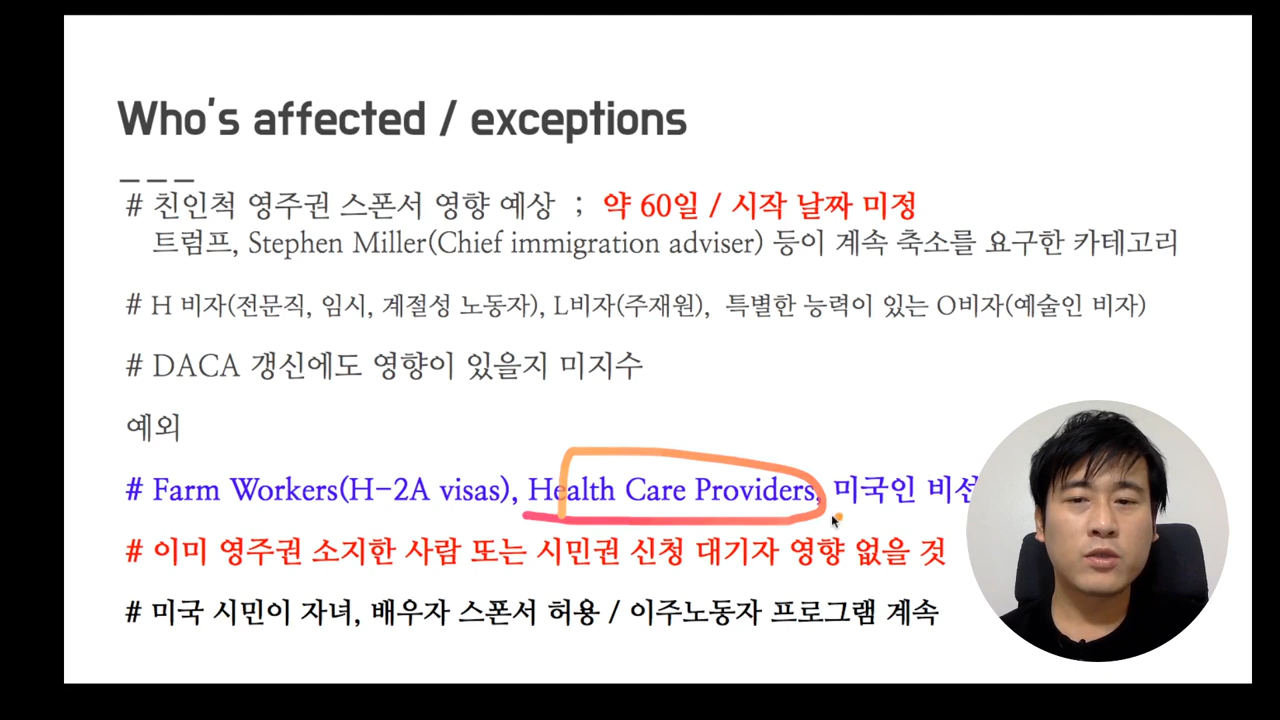 Who's affected / exceptions
# 친인척 영주권 스폰서 영향 예상 ; 약 60일 / 시작 날짜 미정
트럼프, Stephen Miller(Chief immigration adviser) 등이 계속 축소를 요구한 카테고리
# H 비자(전문직, 임시, 계절성 노동자), L비자(주재원), 특별한 능력이 있는 O비자(예술인 비자)
# DACA 갱신에도 영향이 있을지 미지수
예외
# Farm Workers(H-2A visas), Health Care Providers, 미국인 비선
# 이미 영주권 소지한 사람 또는 시민권 신청 대기자 영향 없을 것
# 미국 시민이 자녀, 배우자 스폰서 허용 / 이주노동자 프로그램 계속